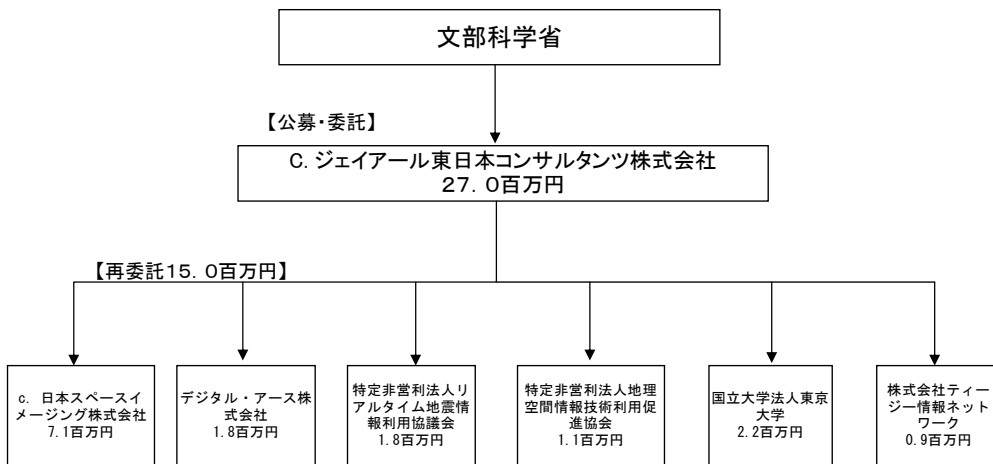 文部科学省
【公募・委託】
C. ジェイアール東日本コンサルタンツ株式会社
27.0百万円
【再委託15.0百万円】
c. 日本スペースイ
メージング株式会社
7.1百万円
デジタル・アース株
式会社
1.8百万円
特定非営利法人リ
アルタイム地震情
報利用協議会
1.8百万円
特定非営利法人地理
空間情報技術利用促
進協会
1.1百万円
国立大学法人東京
大学
2.2百万円
株式会社ティー
ジー情報ネット
ワーク
0.9百万円